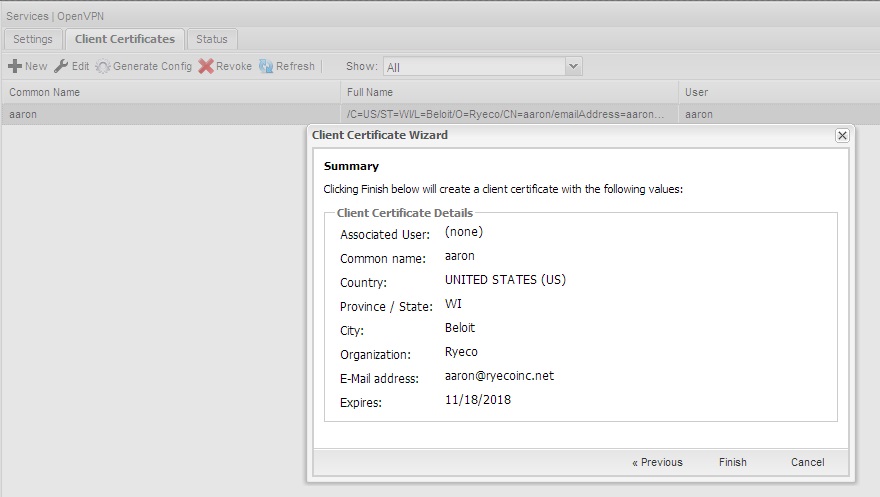 Services | OpenVPN
Settings Client Certificates Status
New Edit Generate Config Revoke Refresh Show: All
Common Name Full Name User
aaron /C=US/ST=WI/L=Beloit/O=Ryeco/CN=aaron/emailAddress=aaron... aaron
Client Certificate Wizard
Summary
Clicking Finish below will create a client certificate with the following values:
Client Certificate Details
Associated User: (none)
Common name: aaron
Country: UNITED STATES (US)
Province / State: WI
City: Beloit
Organization: Ryeco
E-Mail address: aaron@ryecoinc.net
Expires: 11/18/2018
« Previous Finish Cancel